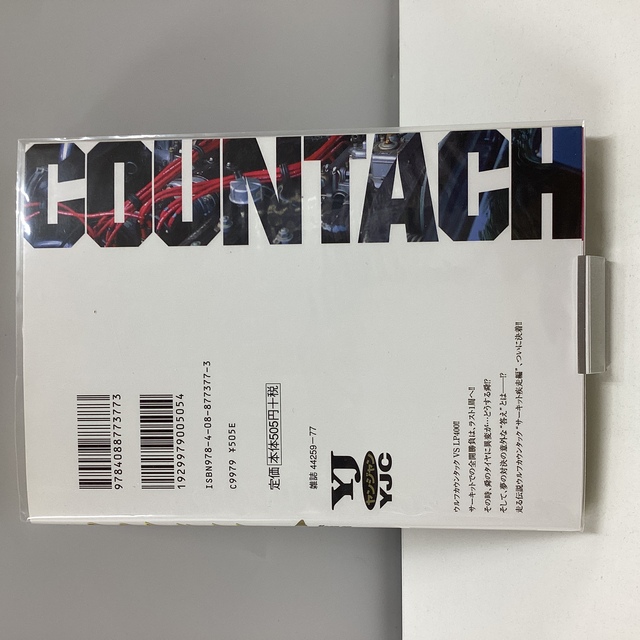 COUNTACH
ウルフカウンタック VS LP400!!
サーキットでの全開勝負は、ラスト1周へ!!
その時、舜のタイヤに異変が…どうする舜!?
そして、夢の対決の意外な“答え”とは——!?
走る伝説ウルフカウンタック“サーキット疾走編”、ついに決着!!
YJ
ヤンジャン
YJC
雑誌 44259-77
定価 本体505円+税
C9979 ¥505E
ISBN978-4-08-877377-3
1929979005054
9784088773773